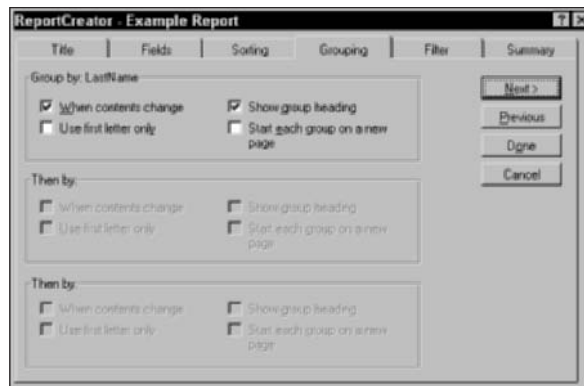 ReportCreator - Example Report
Title Fields Sorting Grouping Filter Summary
Group by: LastName
When contents change
Show group heading
Use first letter only
Start each group on a new
page
Next >
Previous
Done
Cancel
Then by:
When contents change
Show group heading
Use first letter only
Start each group on a new
page
Then by:
When contents change
Show group heading
Use first letter only
Start each group on a new
page